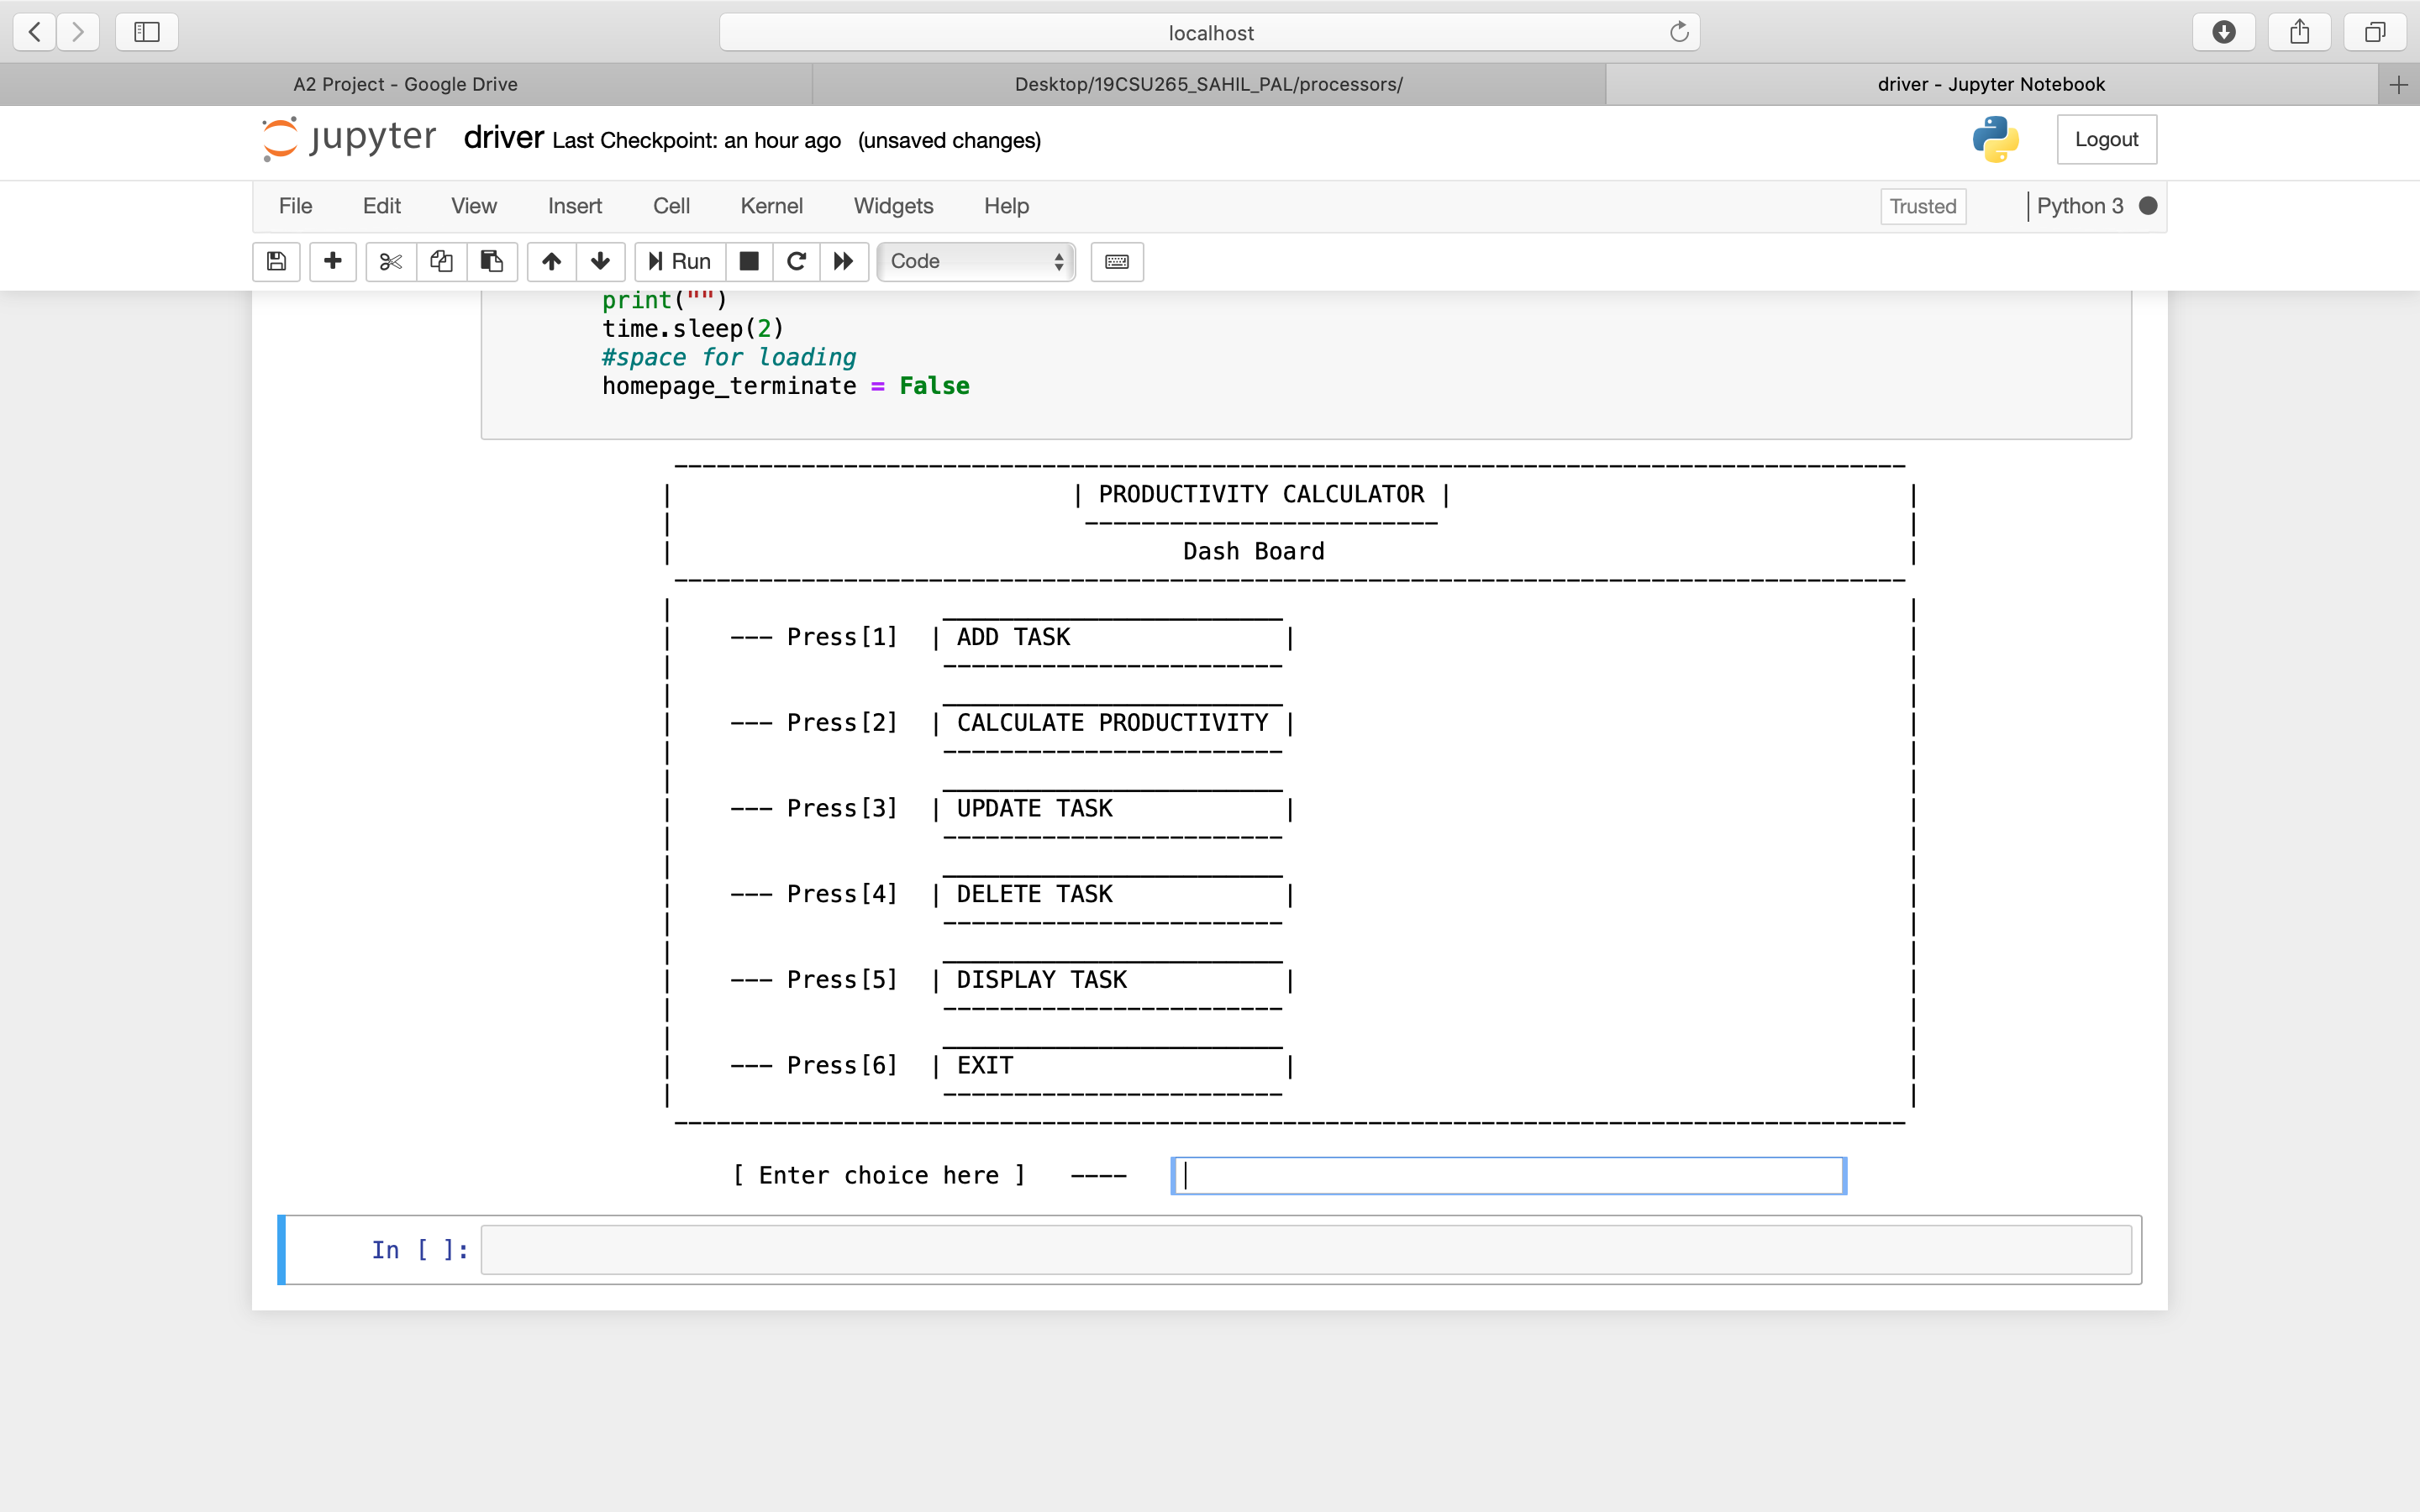 localhost
A2 Project - Google Drive
Desktop/19CSU265_SAHIL_PAL/processors/
driver - Jupyter Notebook
jupyter driver Last Checkpoint: an hour ago (unsaved changes)
Logout
File Edit View Insert Cell Kernel Widgets Help
Trusted
Python 3
Run
Code
print("")
time.sleep(2)
#space for loading
homepage_terminate = False
| PRODUCTIVITY CALCULATOR |
Dash Board
--- Press[1] | ADD TASK |
--- Press[2] | CALCULATE PRODUCTIVITY |
--- Press[3] | UPDATE TASK |
--- Press[4] | DELETE TASK |
--- Press[5] | DISPLAY TASK |
--- Press[6] | EXIT |
[ Enter choice here ] ----
In [ ]: